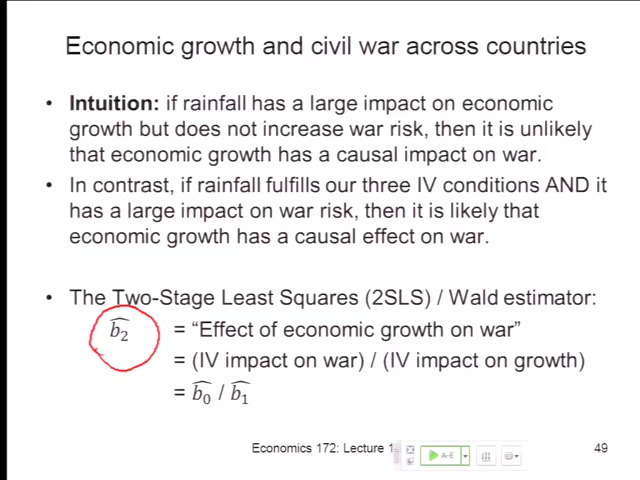 Economic growth and civil war across countries
• Intuition: if rainfall has a large impact on economic
growth but does not increase war risk, then it is unlikely
that economic growth has a causal impact on war.
• In contrast, if rainfall fulfills our three IV conditions AND it
has a large impact on war risk, then it is likely that
economic growth has a causal effect on war.
• The Two-Stage Least Squares (2SLS) / Wald estimator:
b̂₂ = “Effect of economic growth on war”
= (IV impact on war) / (IV impact on growth)
= b̂₀ / b̂₁
Economics 172: Lecture 1 A-E 49